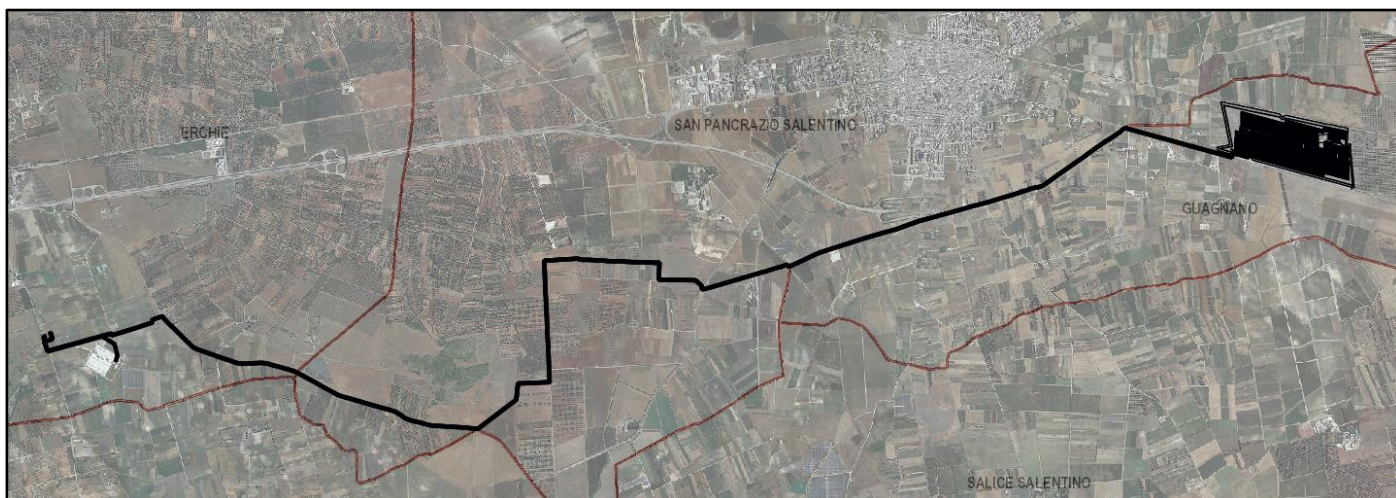 ERCHIE
SAN PANCRAZIO SALENTINO
GUAGNANO
SALICE SALENTINO